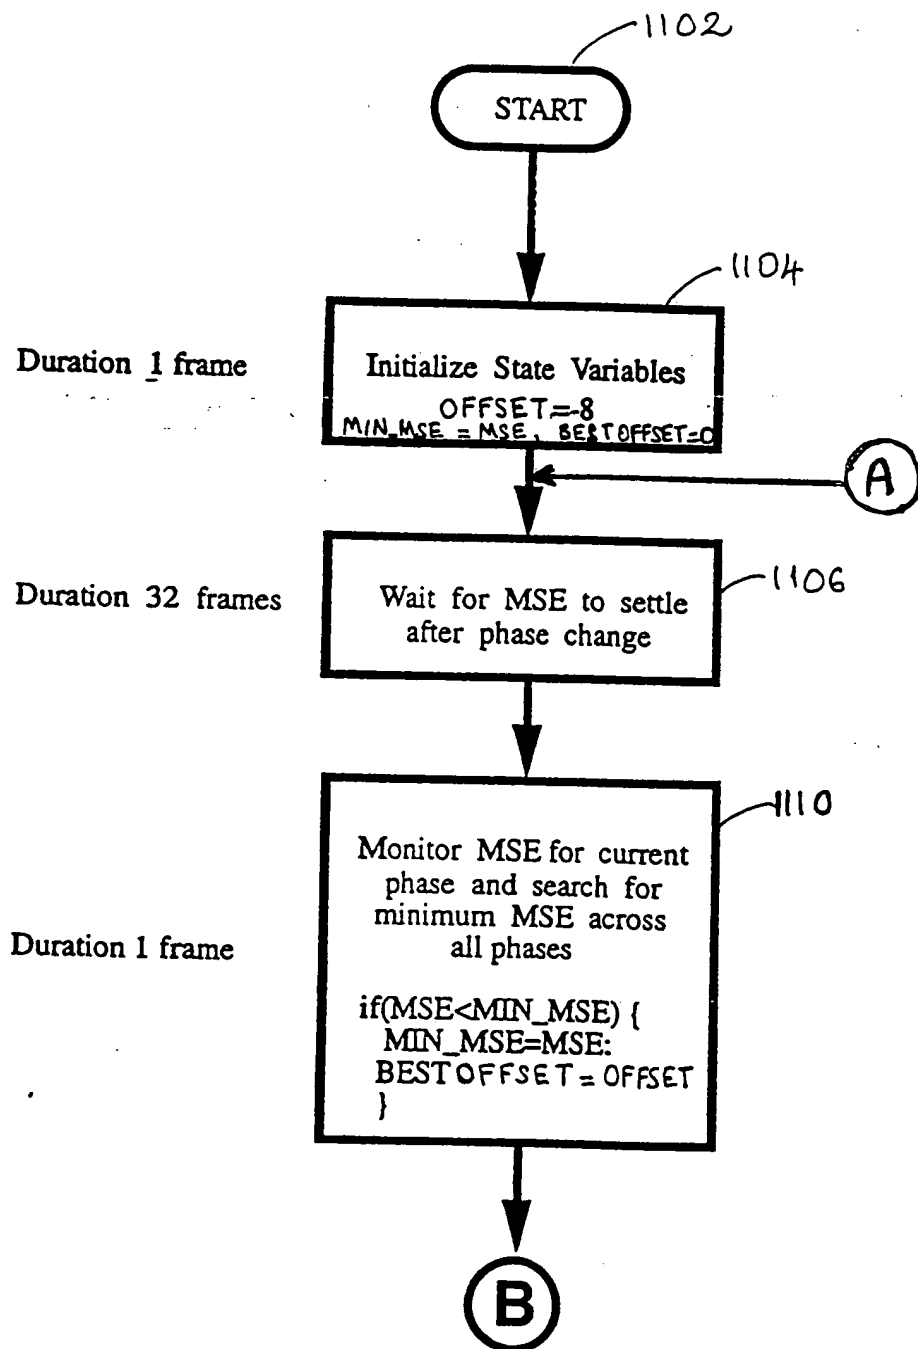 1102
START
1104
Duration 1 frame
Initialize State Variables
OFFSET=-8
MIN_MSE = MSE, BESTOFFSET=0
A
Duration 32 frames
Wait for MSE to settle
after phase change
1106
1110
Monitor MSE for current
phase and search for
minimum MSE across
all phases
Duration 1 frame
if(MSE<MIN_MSE) {
MIN_MSE=MSE:
BESTOFFSET = OFFSET
}
B